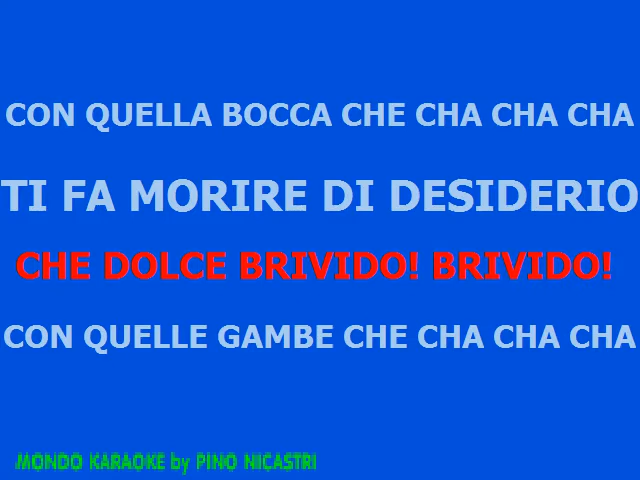 CON QUELLA BOCCA CHE CHA CHA CHA
TI FA MORIRE DI DESIDERIO
CHE DOLCE BRIVIDO! BRIVIDO!
CON QUELLE GAMBE CHE CHA CHA CHA
MONDO KARAOKE by PINO NICASTRI